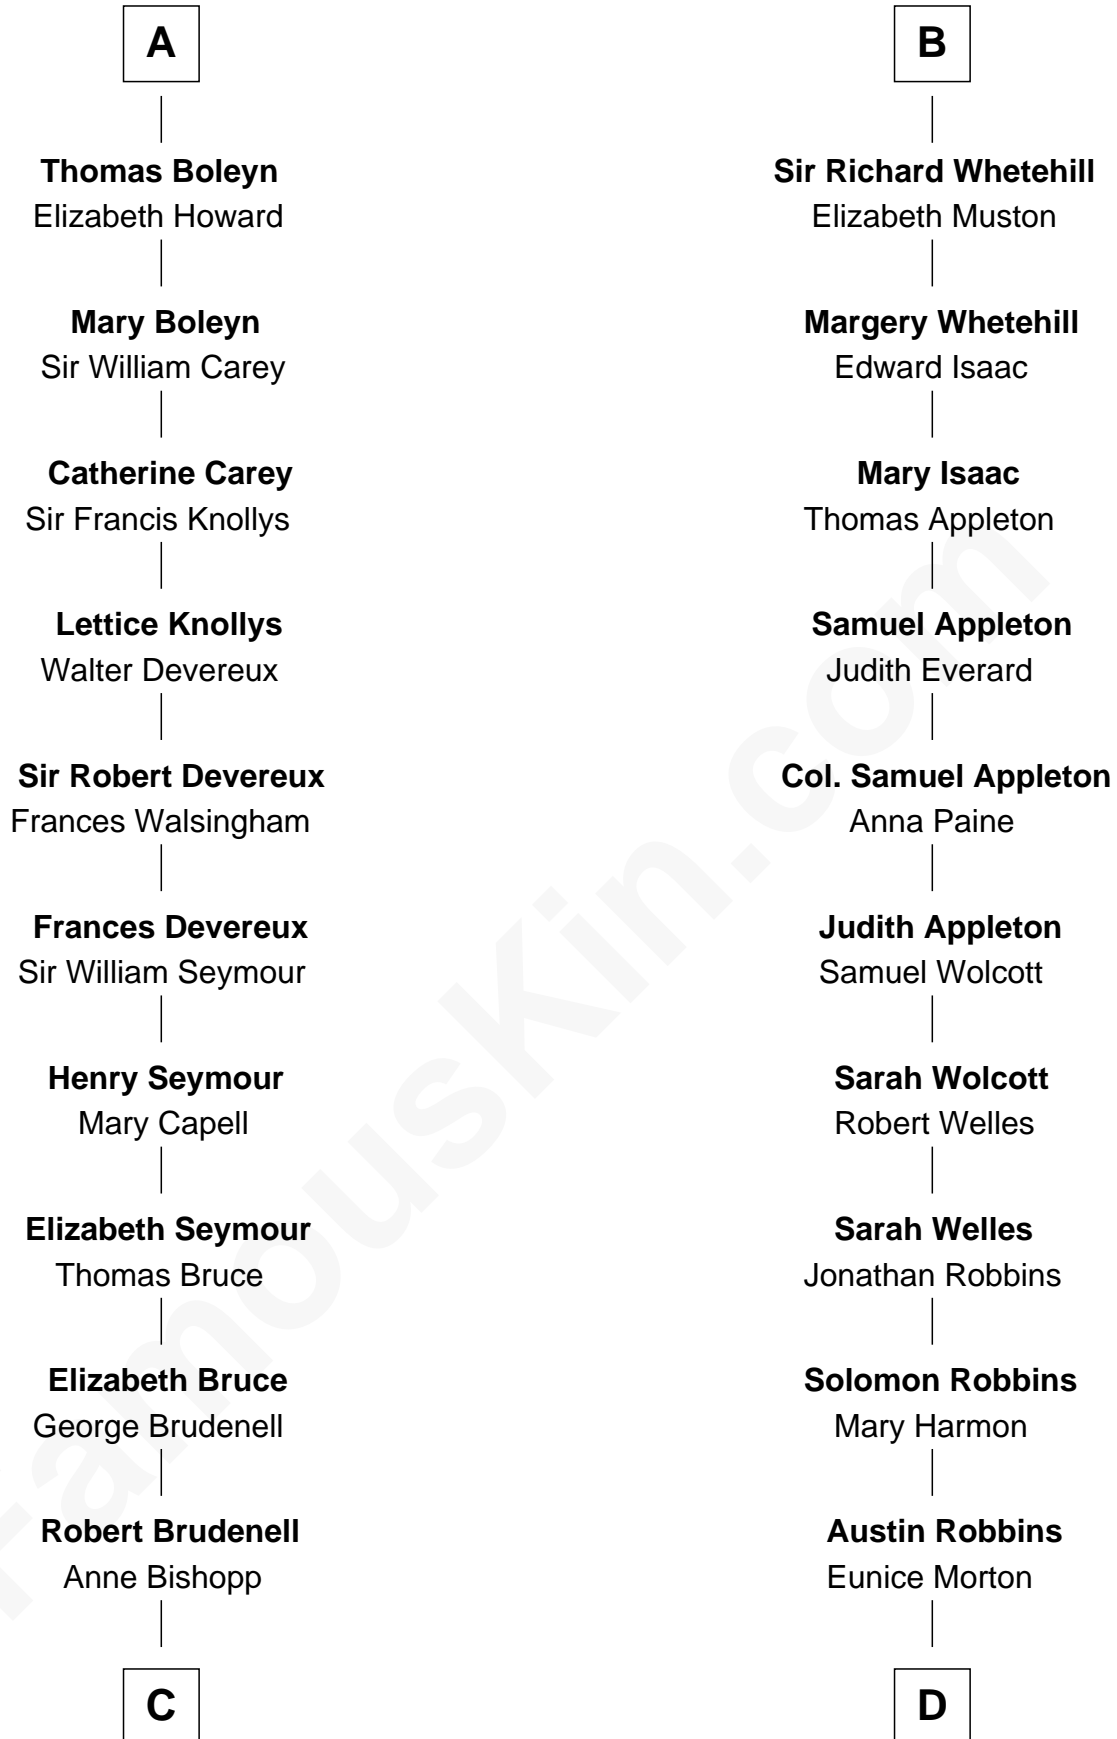 A
Thomas Boleyn
Elizabeth Howard
Mary Boleyn
Sir William Carey
Catherine Carey
Sir Francis Knollys
Lettice Knollys
Walter Devereux
Sir Robert Devereux
Frances Walsingham
Frances Devereux
Sir William Seymour
Henry Seymour
Mary Capell
Elizabeth Seymour
Thomas Bruce
Elizabeth Bruce
George Brudenell
Robert Brudenell
Anne Bishopp
C
B
Sir Richard Whetehill
Elizabeth Muston
Margery Whetehill
Edward Isaac
Mary Isaac
Thomas Appleton
Samuel Appleton
Judith Everard
Col. Samuel Appleton
Anna Paine
Judith Appleton
Samuel Wolcott
Sarah Wolcott
Robert Welles
Sarah Welles
Jonathan Robbins
Solomon Robbins
Mary Harmon
Austin Robbins
Eunice Morton
D
FamousKin.com